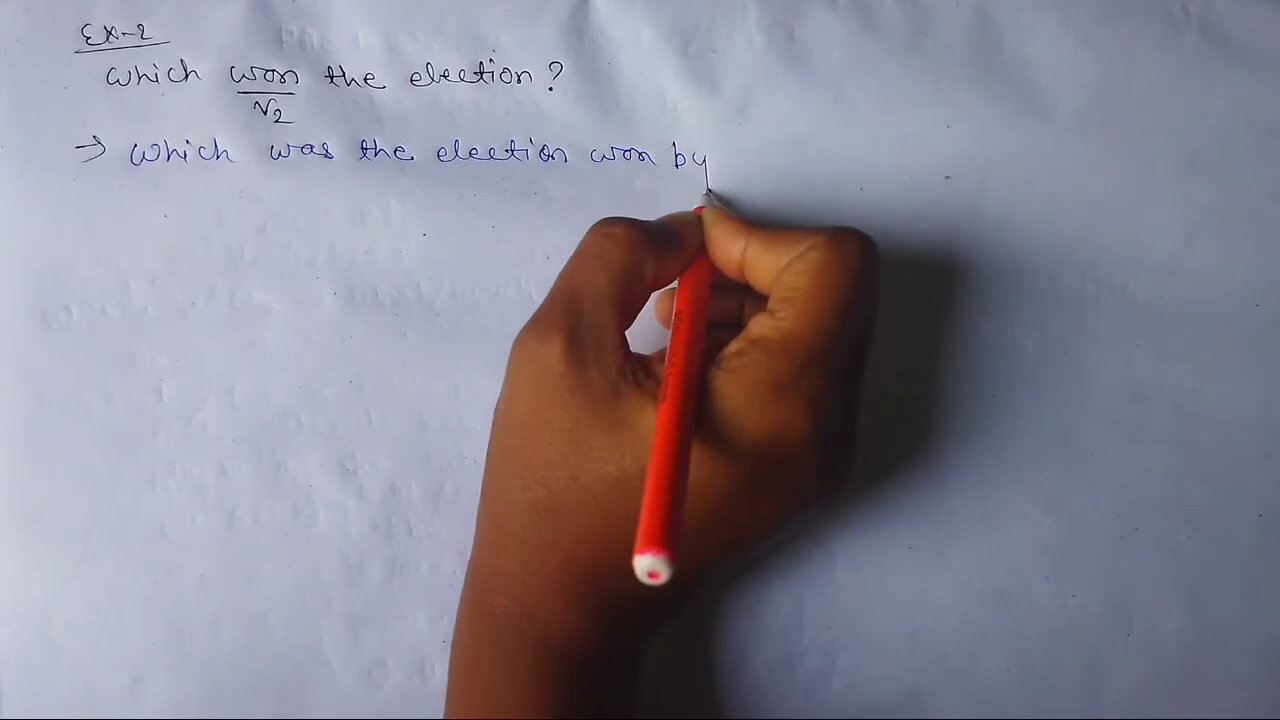 Ex-2
Which won the election?
V2
→ Which was the election won by